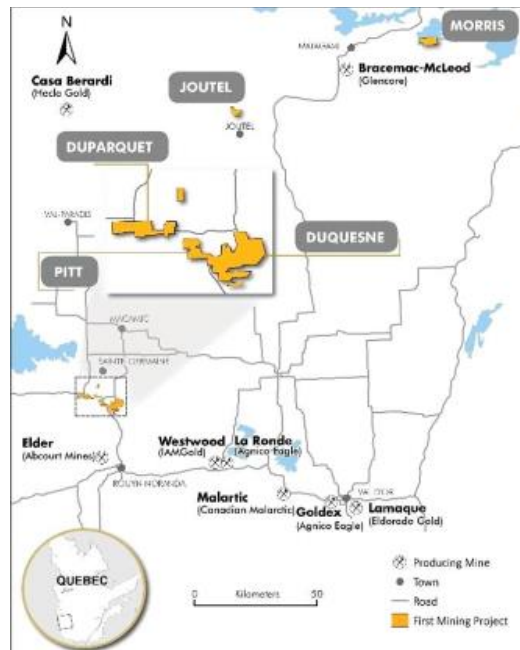 N
MORRIS
MATAGAMI
Bracemac-McLeod
(Glencore)
Casa Berardi
(Hecla Gold)
JOUTEL
JOUTEL
DUPARQUET
VAL-PARADIS
DUQUESNE
PITT
MACAMIC
SAINTE-GERMAINE
Elder
(Abcourt Mines)
Westwood
(IAMGold)
La Ronde
(Agnico Eagle)
ROUYN-NORANDA
Malartic
(Canadian Malartic)
VAL-D'OR
Goldex
(Agnico Eagle)
Lamaque
(Eldorado Gold)
QUEBEC
Kilometers
0
50
Producing Mine
Town
Road
First Mining Project